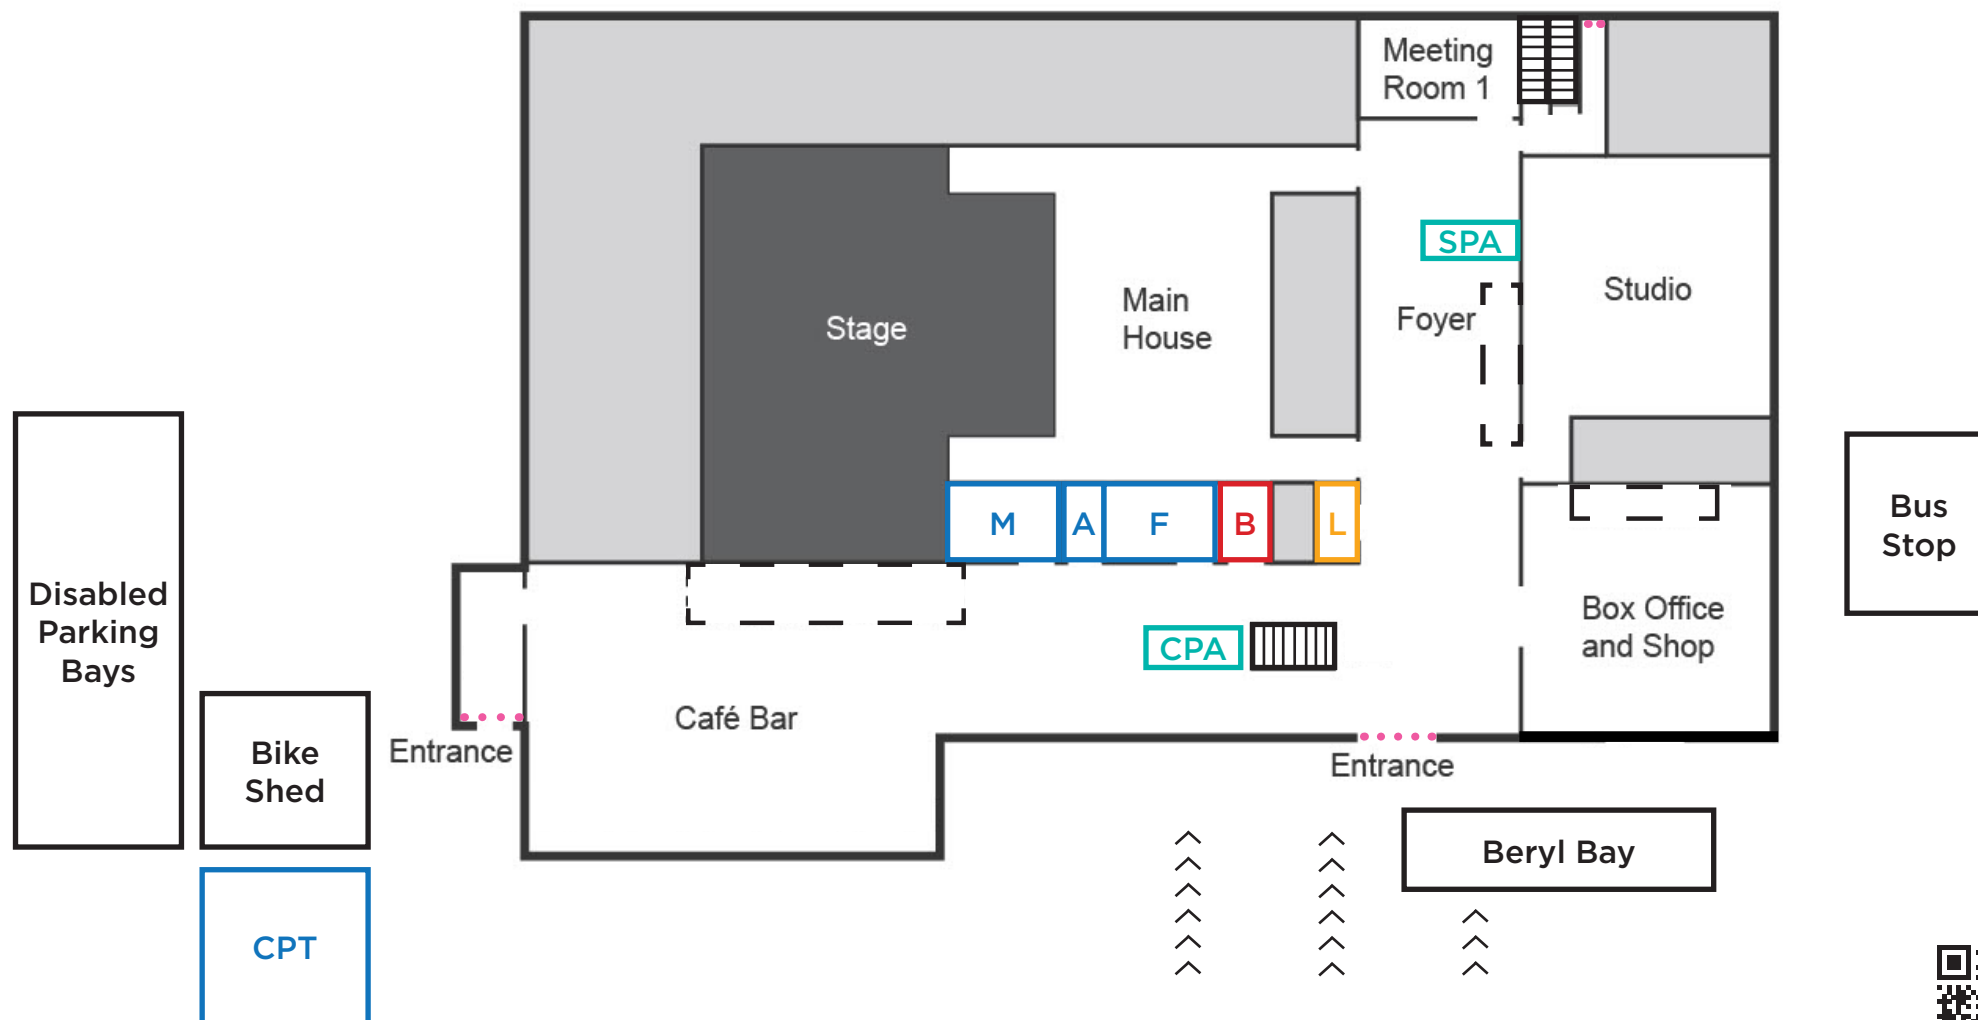 Meeting
Room 1
SPA
Studio
Main
House
Foyer
Stage
M
A
F
B
L
Bus
Stop
Disabled
Parking
Bays
Box Office
and Shop
CPA
Café Bar
Bike
Shed
Entrance
Entrance
Beryl Bay
CPT